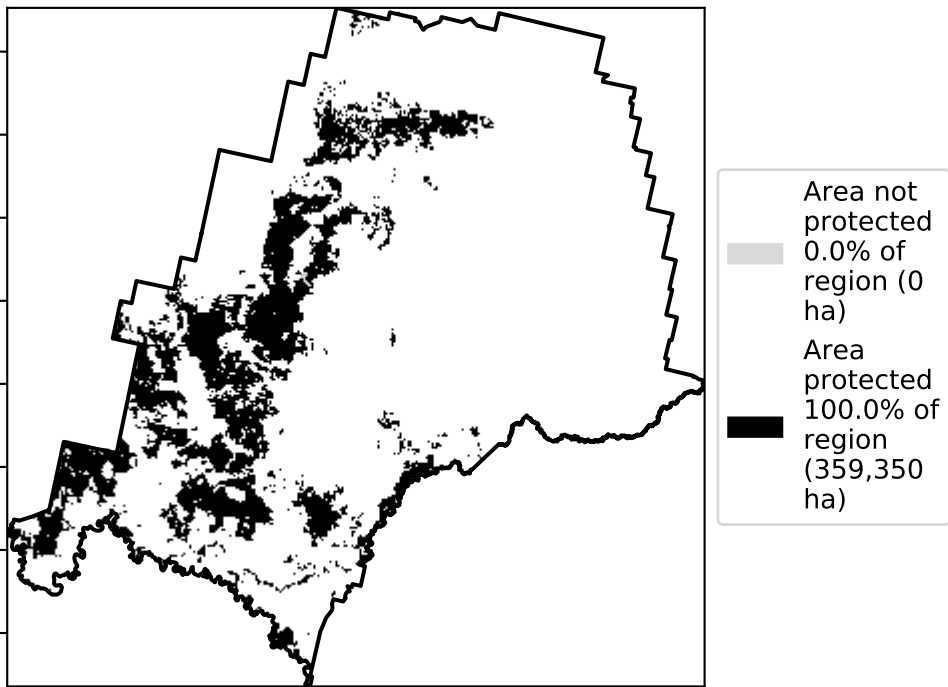 Area not
protected
0.0% of
region (0
ha)
Area
protected
100.0% of
region
(359,350
ha)